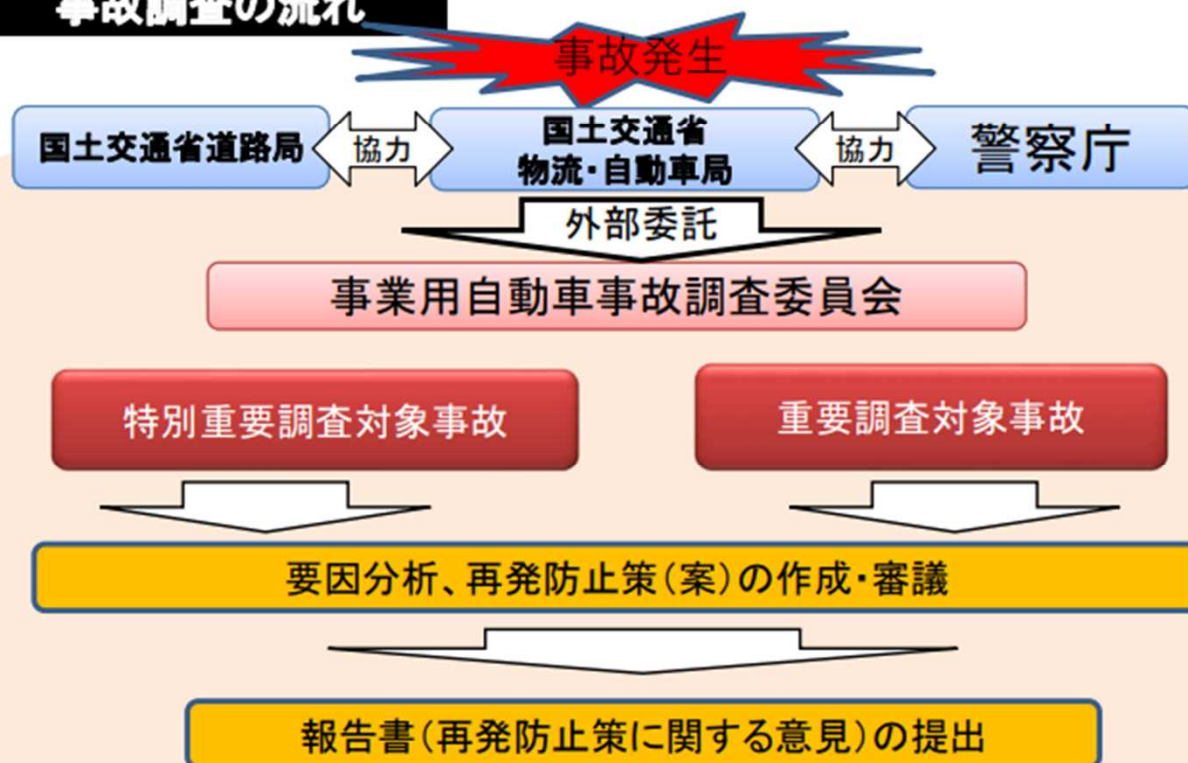 事故調査の流れ
事故発生
国土交通省道路局
協力
国土交通省
物流・自動車局
協力
警察庁
外部委託
事業用自動車事故調査委員会
特別重要調査対象事故
重要調査対象事故
要因分析、再発防止策(案)の作成・審議
報告書(再発防止策に関する意見)の提出